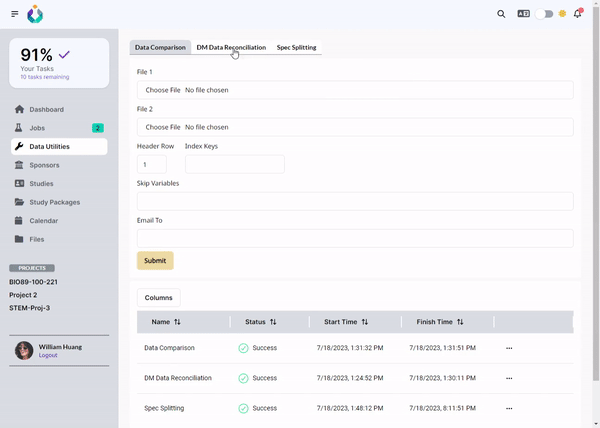 91%
Your Tasks
10 tasks remaining
Dashboard
Jobs 2
Data Utilities
Sponsors
Studies
Study Packages
Calendar
Files
PROJECTS
BIO89-100-221
Project 2
STEM-Proj-3
William Huang
Logout
Data Comparison DM Data Reconciliation Spec Splitting
File 1
Choose File No file chosen
File 2
Choose File No file chosen
Header Row Index Keys
1
Skip Variables
Email To
Submit
Columns
Name Status Start Time Finish Time
Data Comparison Success 7/18/2023, 1:31:32 PM 7/18/2023, 1:31:51 PM
DM Data Reconciliation Success 7/18/2023, 1:24:52 PM 7/18/2023, 1:30:11 PM
Spec Splitting Success 7/18/2023, 1:48:12 PM 7/18/2023, 8:11:51 PM